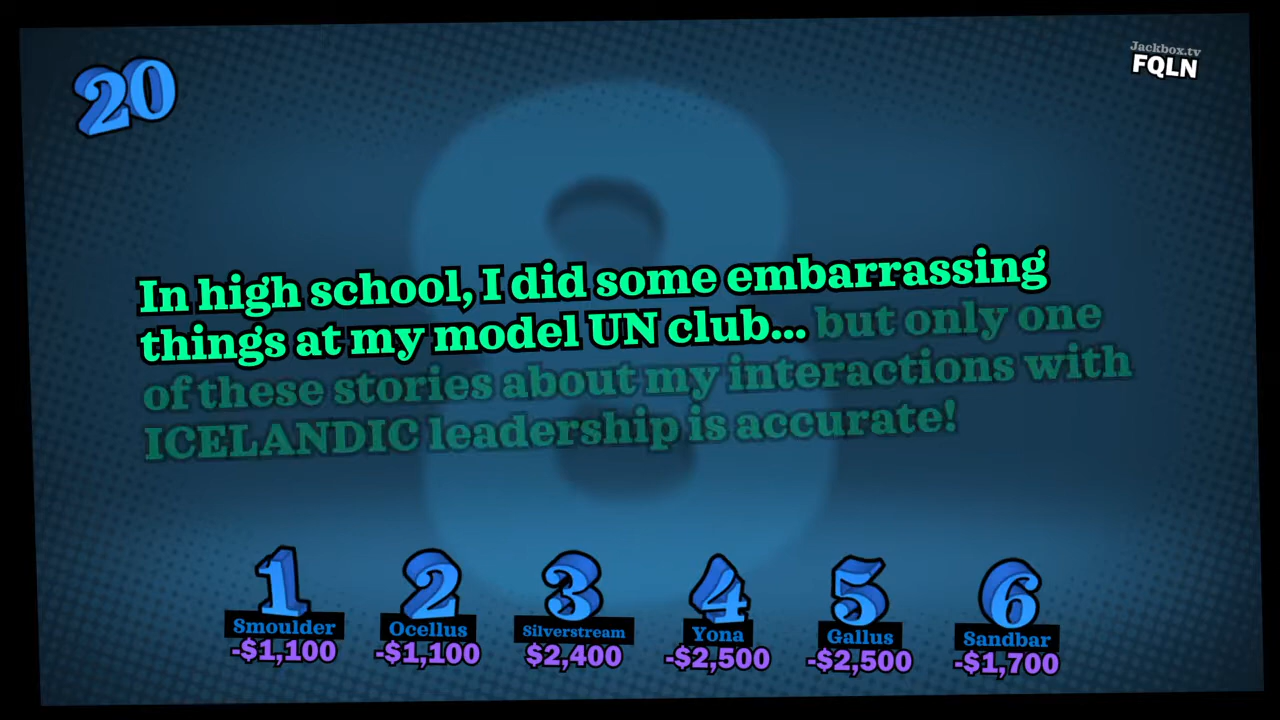 20
Jackbox.tv
FQLN
In high school, I did some embarrassing
things at my model UN club... but only one
of these stories about my interactions with
ICELANDIC leadership is accurate!
8
1 2 3 4 5 6
Smoulder Ocellus Silverstream Yona Gallus Sandbar
-$1,100 -$1,100 $2,400 -$2,500 -$2,500 -$1,700